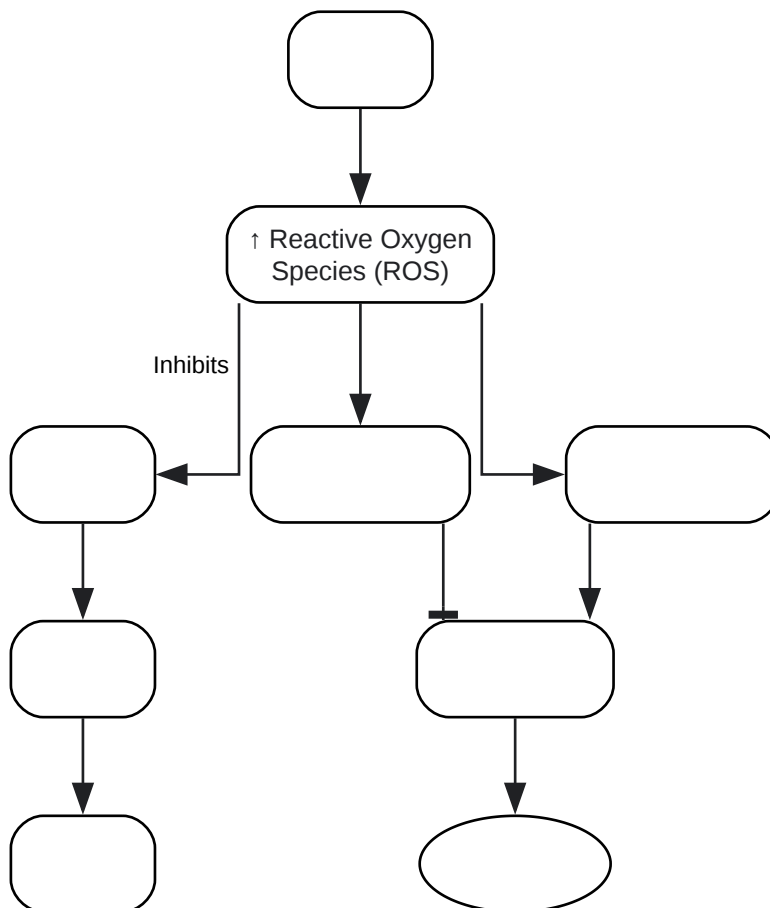 ↑ Reactive Oxygen
Species (ROS)
Inhibits